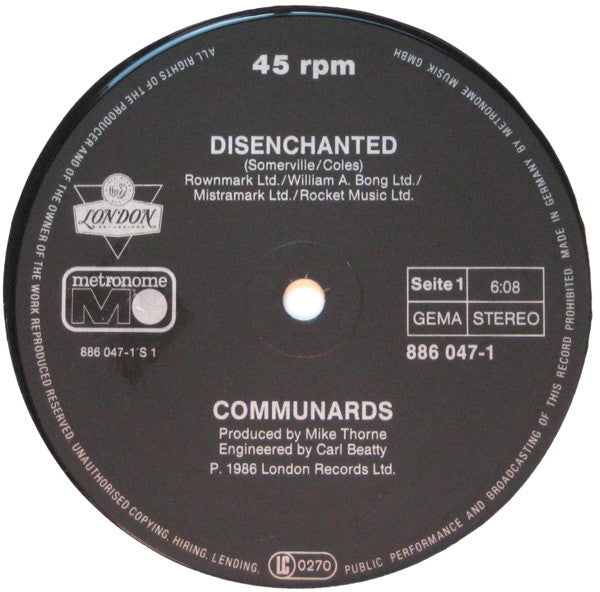 45 rpm
DISENCHANTED
(Somerville/Coles)
Rownmark Ltd./William A. Bong Ltd./
Mistramark Ltd./Rocket Music Ltd.
LONDON
RECORDINGS
metronome
M
886 047-1 S 1
Seite 1 6:08
GEMA STEREO
886 047-1
COMMUNARDS
Produced by Mike Thorne
Engineered by Carl Beatty
P. 1986 London Records Ltd.
LC 0270
ALL RIGHTS OF THE PRODUCER AND OF THE OWNER OF THE WORK REPRODUCED RESERVED. UNAUTHORISED COPYING, HIRING, LENDING, PUBLIC PERFORMANCE AND BROADCASTING OF THIS RECORD PROHIBITED. MADE IN GERMANY BY METRONOME MUSIK GMBH